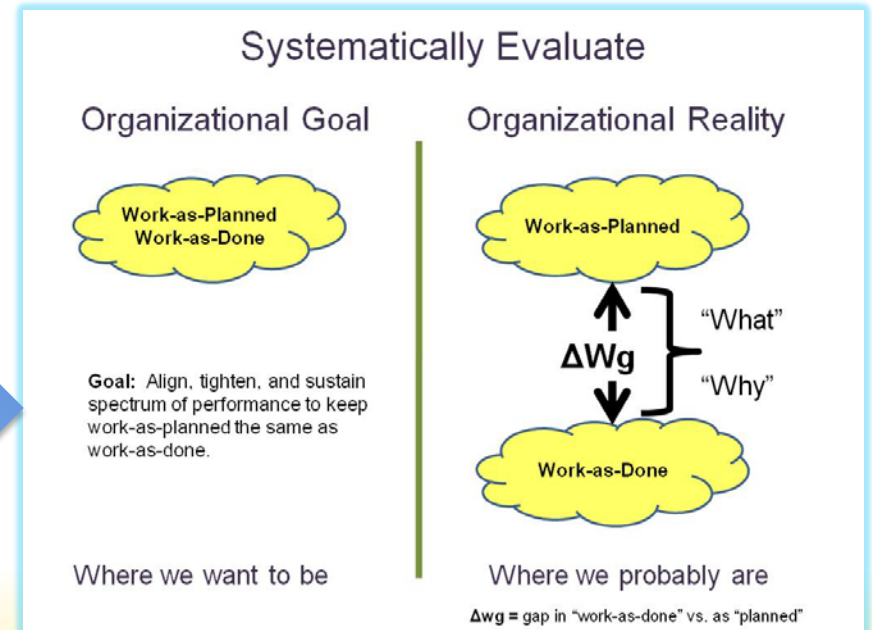 Systematically Evaluate
Organizational Goal
Work-as-Planned
Work-as-Done
Goal: Align, tighten, and sustain
spectrum of performance to keep
work-as-planned the same as
work-as-done.
Where we want to be
Organizational Reality
Work-as-Planned
ΔWg
“What”
“Why”
Work-as-Done
Where we probably are
Δwg = gap in “work-as-done” vs. as “planned”